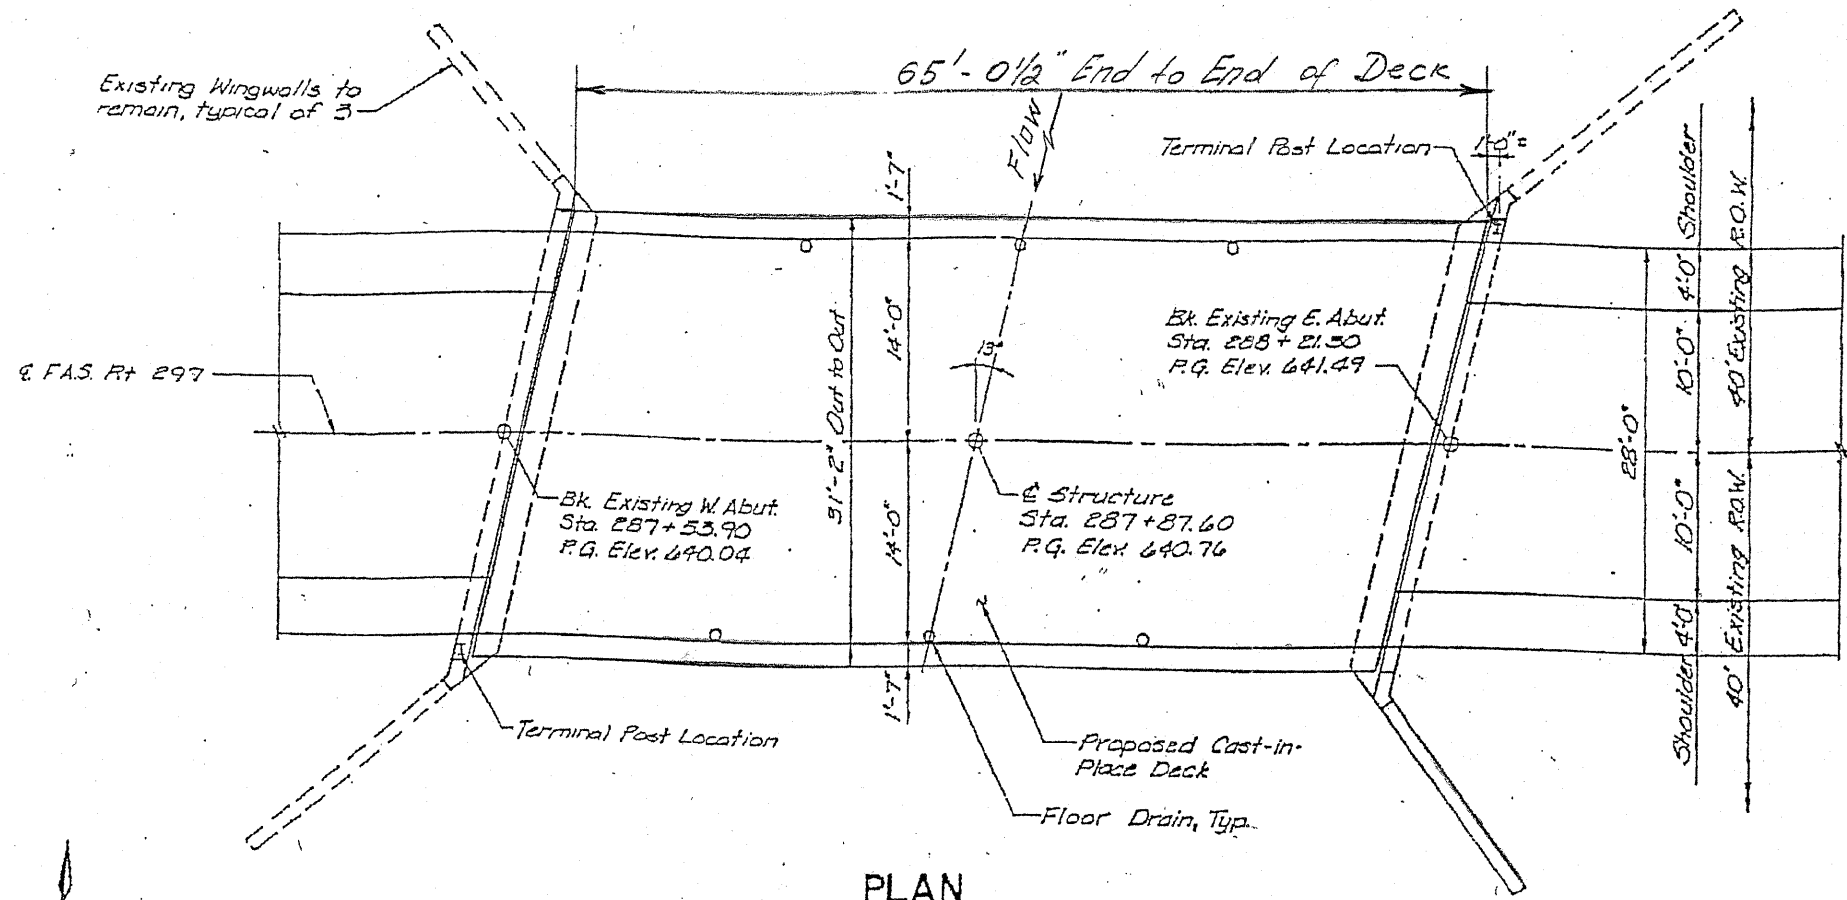 65'-0½" End to End of Deck
Existing Wingwalls to
remain, typical of 3
Flow
Terminal Post Location
1'-7"
14'-0"
31'-2" Out to Out
13°
Bk. Existing E. Abut.
Sta. 288 + 21.30
P.G. Elev. 641.49
℄ F.A.S. Rt 297
Bk. Existing W. Abut.
Sta. 287+53.90
P.G. Elev. 640.04
℄ Structure
Sta. 287+87.60
P.G. Elev. 640.76
14'-0"
1'-7"
28'-0"
4'-0" Shoulder
10'-0"
10'-0"
Shoulder 4'-0"
40' Existing R.O.W.
40' Existing R.O.W.
Terminal Post Location
Proposed Cast-in-
Place Deck
Floor Drain, Typ.
PLAN